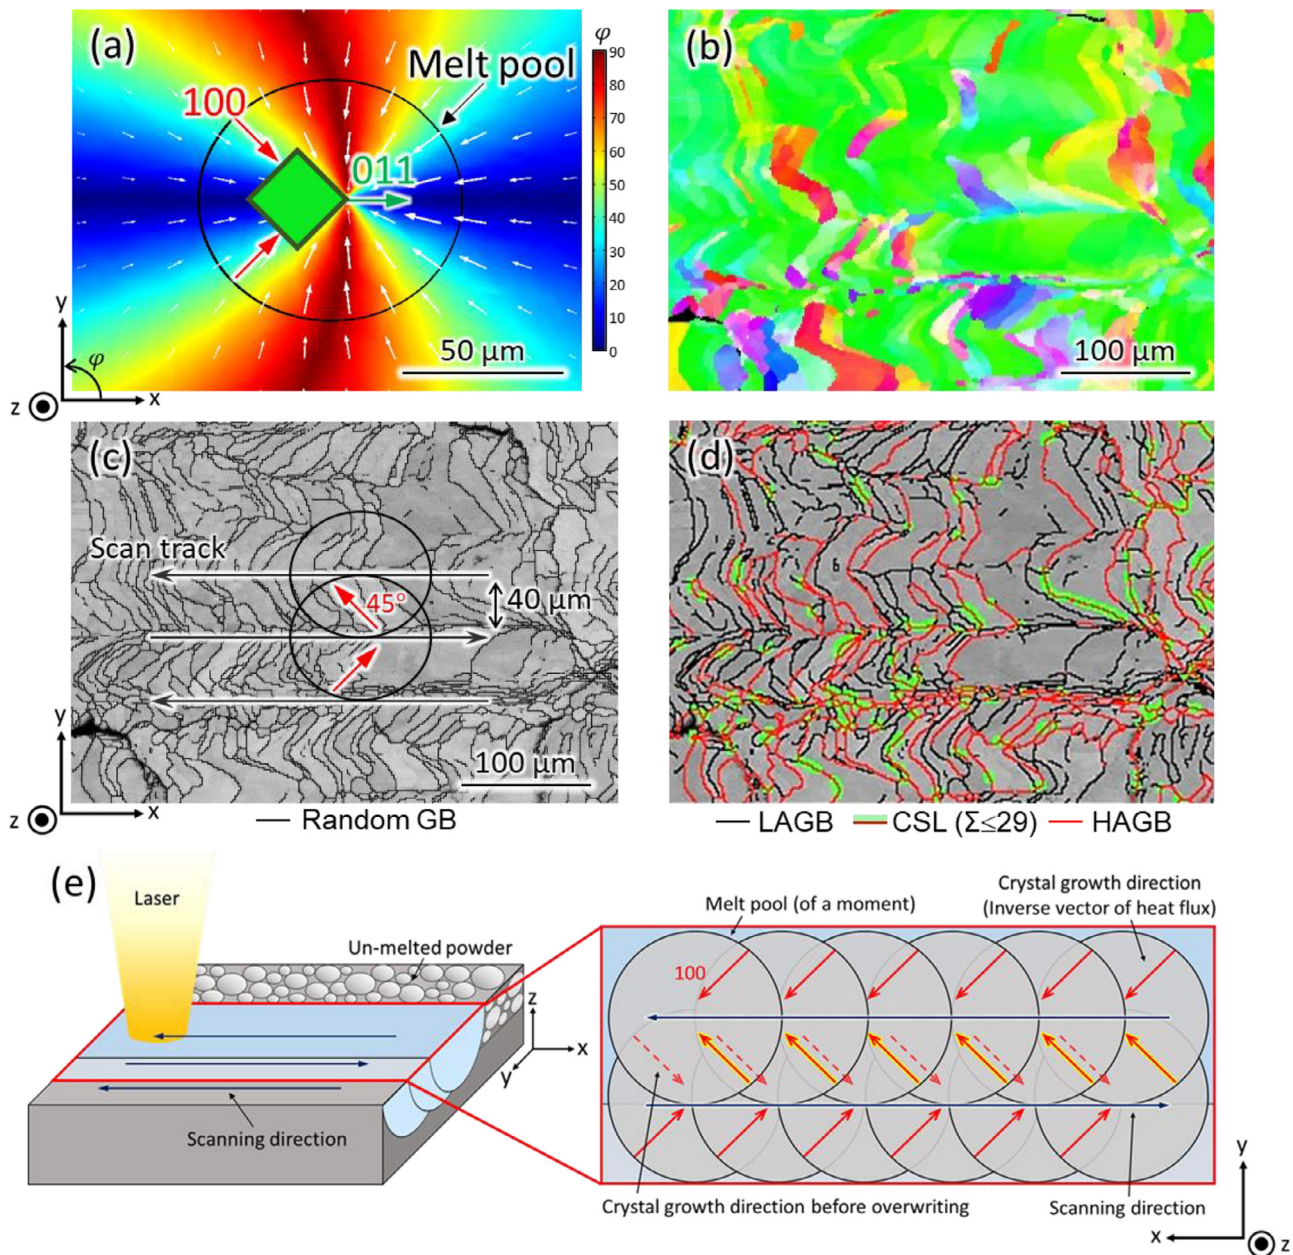 (a)
φ
90
80
70
60
50
40
30
20
10
0
Melt pool
100
011
50 μm
y
φ
z
x
(b)
100 μm
(c)
Scan track
45°
40 μm
100 μm
y
z
x
— Random GB
(d)
— LAGB — CSL (Σ≤29) — HAGB
(e)
Laser
Un-melted powder
z
x
y
Scanning direction
Melt pool (of a moment)
Crystal growth direction
(Inverse vector of heat flux)
100
Crystal growth direction before overwriting
Scanning direction
y
x
z